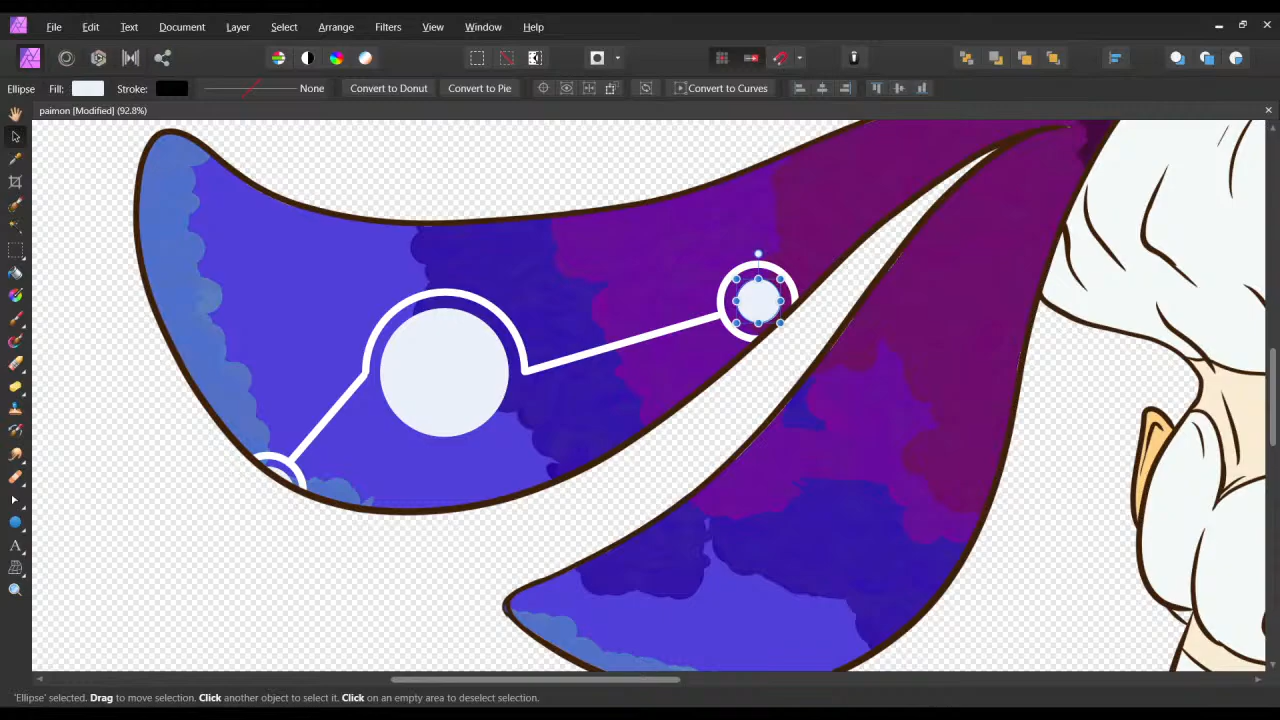 File Edit Text Document Layer Select Arrange Filters View Window Help
Ellipse Fill: Stroke: None Convert to Donut Convert to Pie Convert to Curves
paimon [Modified] (92.8%)
'Ellipse' selected. Drag to move selection. Click another object to select it. Click on an empty area to deselect selection.